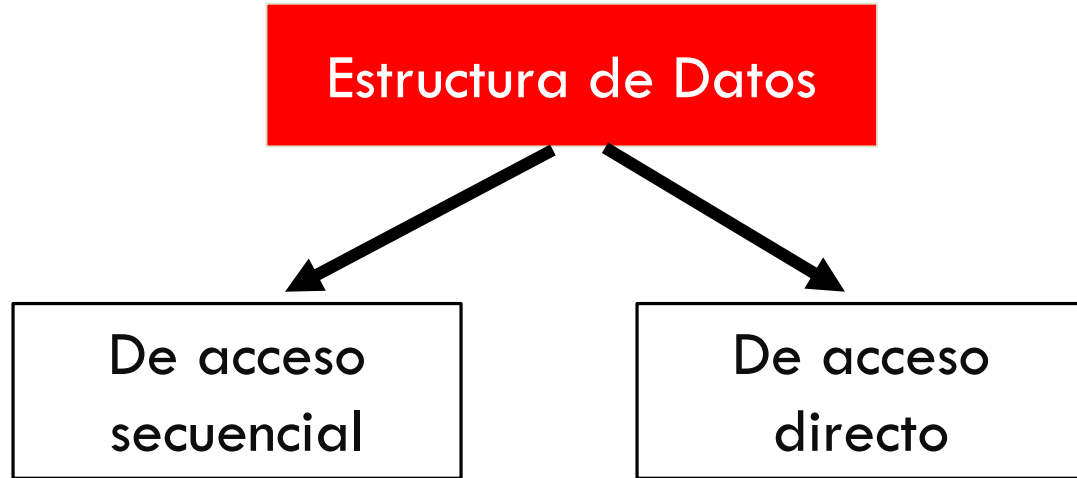 Estructura de Datos
De acceso
secuencial
De acceso
directo